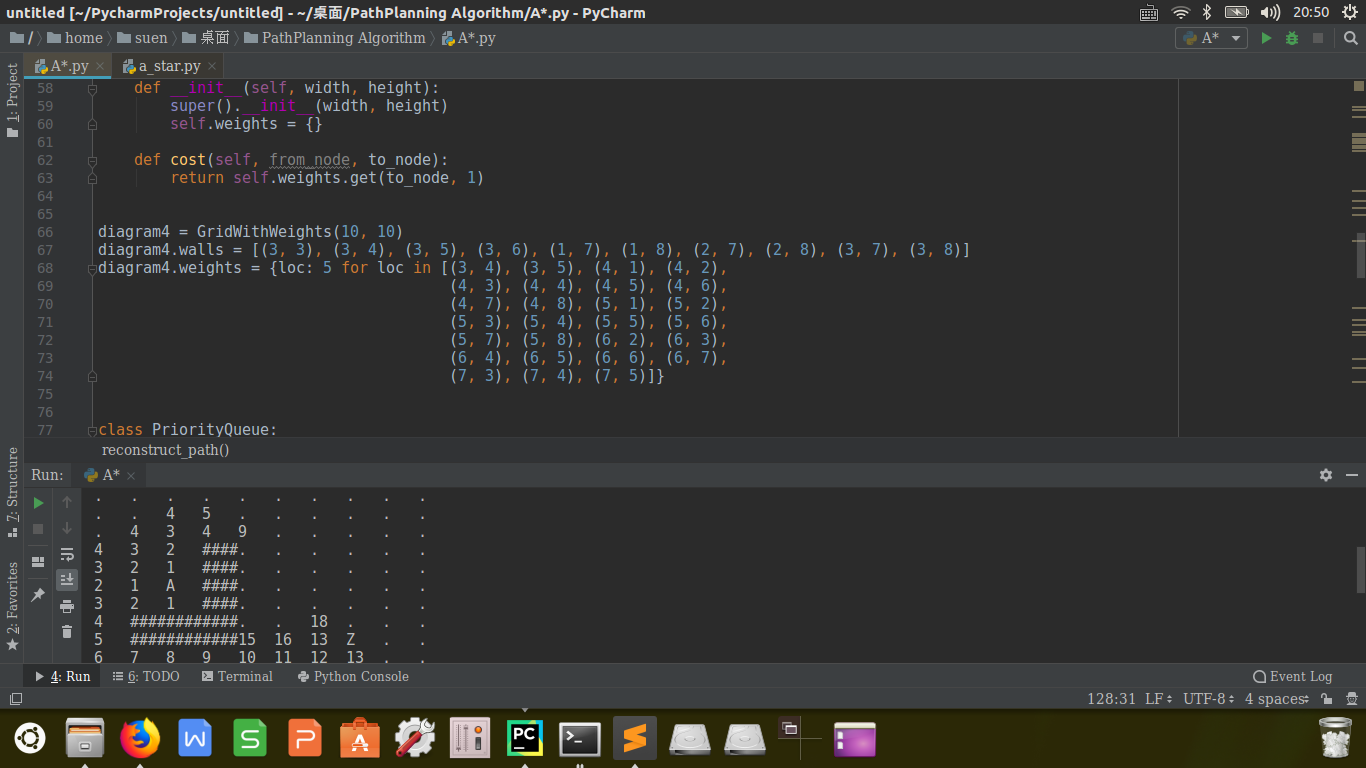 untitled [~/PycharmProjects/untitled] - ~/桌面/PathPlanning Algorithm/A*.py - PyCharm
20:50
/ home suen 桌面 PathPlanning Algorithm A*.py
A*
A*.py
a_star.py
1: Project
7: Structure
2: Favorites
58 def __init__(self, width, height):
59 super().__init__(width, height)
60 self.weights = {}
61
62 def cost(self, from_node, to_node):
63 return self.weights.get(to_node, 1)
64
65
66 diagram4 = GridWithWeights(10, 10)
67 diagram4.walls = [(3, 3), (3, 4), (3, 5), (3, 6), (1, 7), (1, 8), (2, 7), (2, 8), (3, 7), (3, 8)]
68 diagram4.weights = {loc: 5 for loc in [(3, 4), (3, 5), (4, 1), (4, 2),
69 (4, 3), (4, 4), (4, 5), (4, 6),
70 (4, 7), (4, 8), (5, 1), (5, 2),
71 (5, 3), (5, 4), (5, 5), (5, 6),
72 (5, 7), (5, 8), (6, 2), (6, 3),
73 (6, 4), (6, 5), (6, 6), (6, 7),
74 (7, 3), (7, 4), (7, 5)]}
75
76
77 class PriorityQueue:
reconstruct_path()
Run: A*
. . . . . . . . . .
. . 4 5 . . . . . .
. 4 3 4 9 . . . . .
4 3 2 ####. . . . . .
3 2 1 ####. . . . . .
2 1 A ####. . . . . .
3 2 1 ####. . . . . .
4 ############. . 18 . . .
5 ############15 16 13 Z . .
6 7 8 9 10 11 12 13 . .
4: Run 6: TODO Terminal Python Console Event Log
128:31 LF UTF-8 4 spaces
W S P A PC >_ S